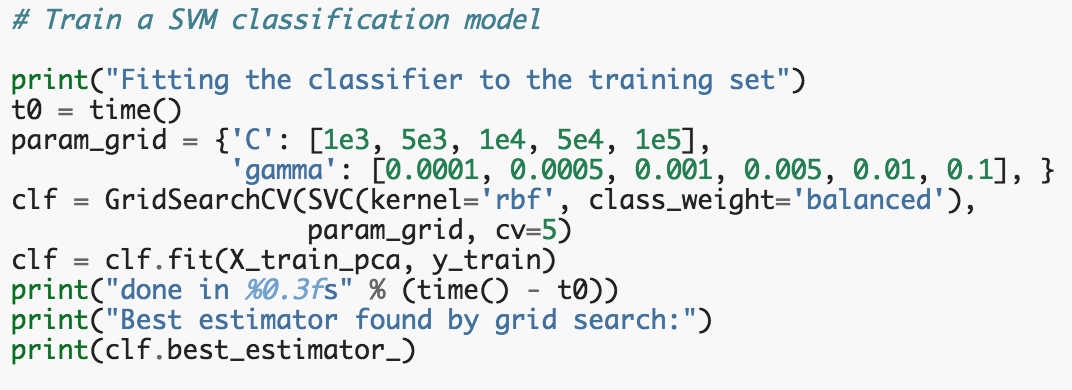 # Train a SVM classification model
print("Fitting the classifier to the training set")
t0 = time()
param_grid = {'C': [1e3, 5e3, 1e4, 5e4, 1e5],
              'gamma': [0.0001, 0.0005, 0.001, 0.005, 0.01, 0.1], }
clf = GridSearchCV(SVC(kernel='rbf', class_weight='balanced'),
                   param_grid, cv=5)
clf = clf.fit(X_train_pca, y_train)
print("done in %0.3fs" % (time() - t0))
print("Best estimator found by grid search:")
print(clf.best_estimator_)